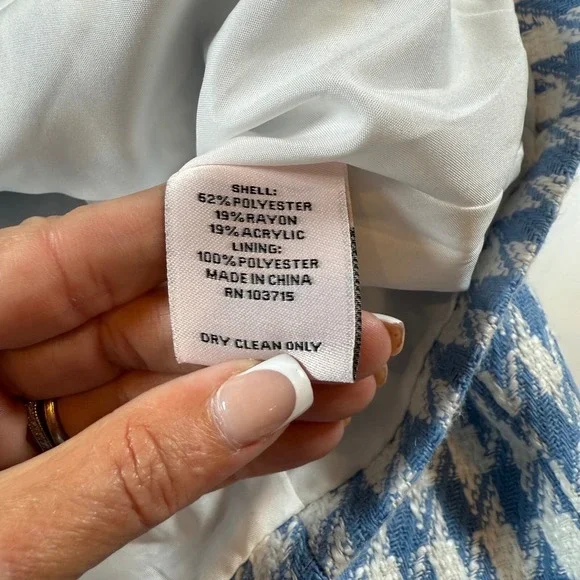 SHELL:
62% POLYESTER
19% RAYON
19% ACRYLIC
LINING:
100% POLYESTER
MADE IN CHINA
RN 103715
DRY CLEAN ONLY